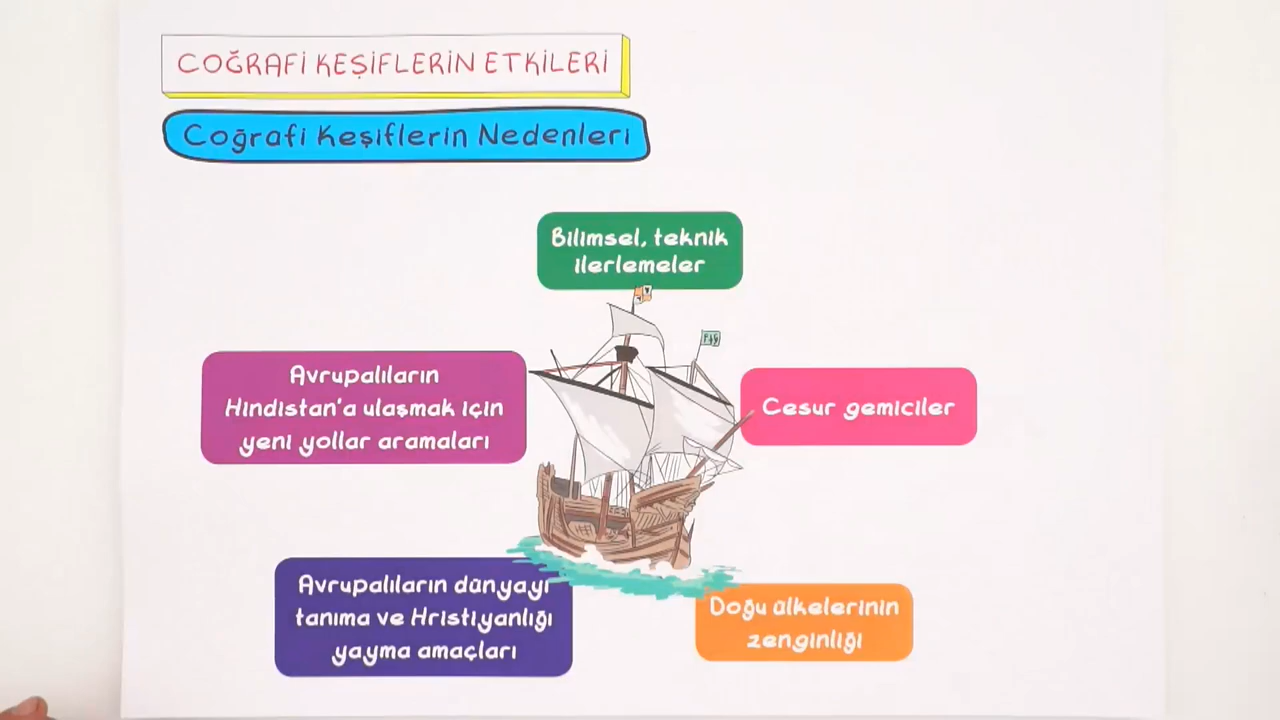 COĞRAFİ KEŞİFLERİN ETKİLERİ
Coğrafi Keşiflerin Nedenleri
Bilimsel, teknik
ilerlemeler
Avrupalıların
Hindistan'a ulaşmak için
yeni yollar aramaları
Cesur gemiciler
Avrupalıların dünyayı
tanıma ve Hristiyanlığı
yayma amaçları
Doğu ülkelerinin
zenginliği